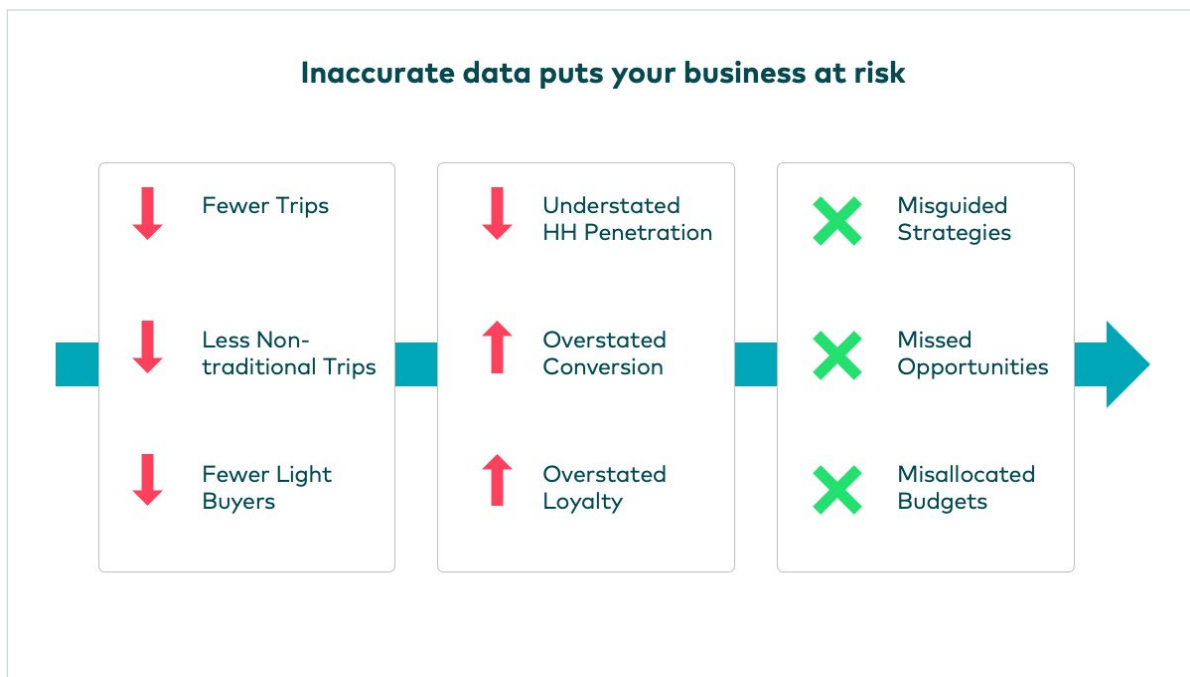 Inaccurate data puts your business at risk
Fewer Trips
Less Non-
traditional Trips
Fewer Light
Buyers
Understated
HH Penetration
Overstated
Conversion
Overstated
Loyalty
Misguided
Strategies
Missed
Opportunities
Misallocated
Budgets